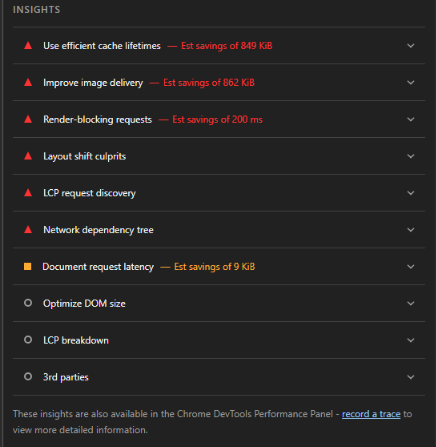 INSIGHTS
Use efficient cache lifetimes — Est savings of 849 KiB
Improve image delivery — Est savings of 862 KiB
Render-blocking requests — Est savings of 200 ms
Layout shift culprits
LCP request discovery
Network dependency tree
Document request latency — Est savings of 9 KiB
Optimize DOM size
LCP breakdown
3rd parties
These insights are also available in the Chrome DevTools Performance Panel - record a trace to
view more detailed information.